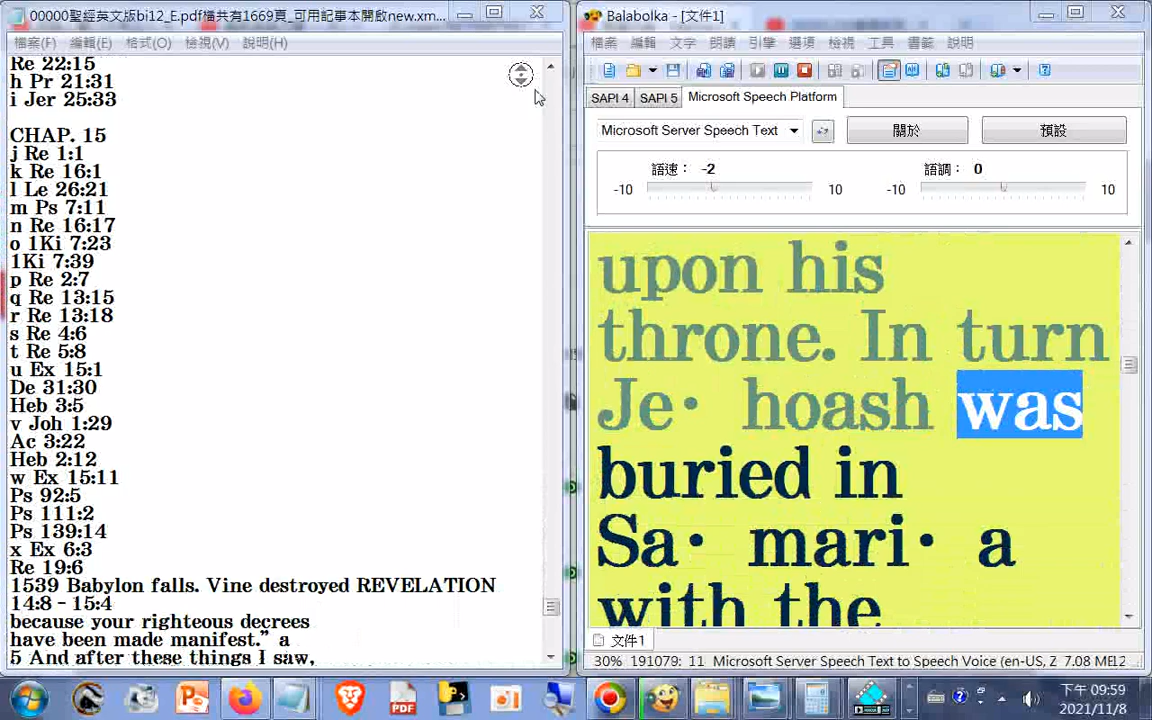 00000聖經英文版bi12_E.pdf檔共有1669頁_可用記事本開啟new.xm...
檔案(F) 編輯(E) 格式(O) 檢視(V) 說明(H)
Re 22:15
h Pr 21:31
i Jer 25:33
CHAP. 15
j Re 1:1
k Re 16:1
l Le 26:21
m Ps 7:11
n Re 16:17
o 1Ki 7:23
1Ki 7:39
p Re 2:7
q Re 13:15
r Re 13:18
s Re 4:6
t Re 5:8
u Ex 15:1
De 31:30
Heb 3:5
v Joh 1:29
Ac 3:22
Heb 2:12
w Ex 15:11
Ps 92:5
Ps 111:2
Ps 139:14
x Ex 6:3
Re 19:6
1539 Babylon falls. Vine destroyed REVELATION
14:8 - 15:4
because your righteous decrees
have been made manifest.” a
5 And after these things I saw,
Balabolka - [文件1]
檔案 編輯 文字 朗讀 引擎 選項 檢視 工具 書籤 說明
SAPI 4 SAPI 5 Microsoft Speech Platform
Microsoft Server Speech Text 關於 預設
語速： -2 語調： 0
-10 10 -10 10
upon his
throne. In turn
Je· hoash was
buried in
Sa· mari· a
with the
文件1
30% 191079: 11 Microsoft Server Speech Text to Speech Voice (en-US, Z 7.08 ME
下午 09:59
2021/11/8